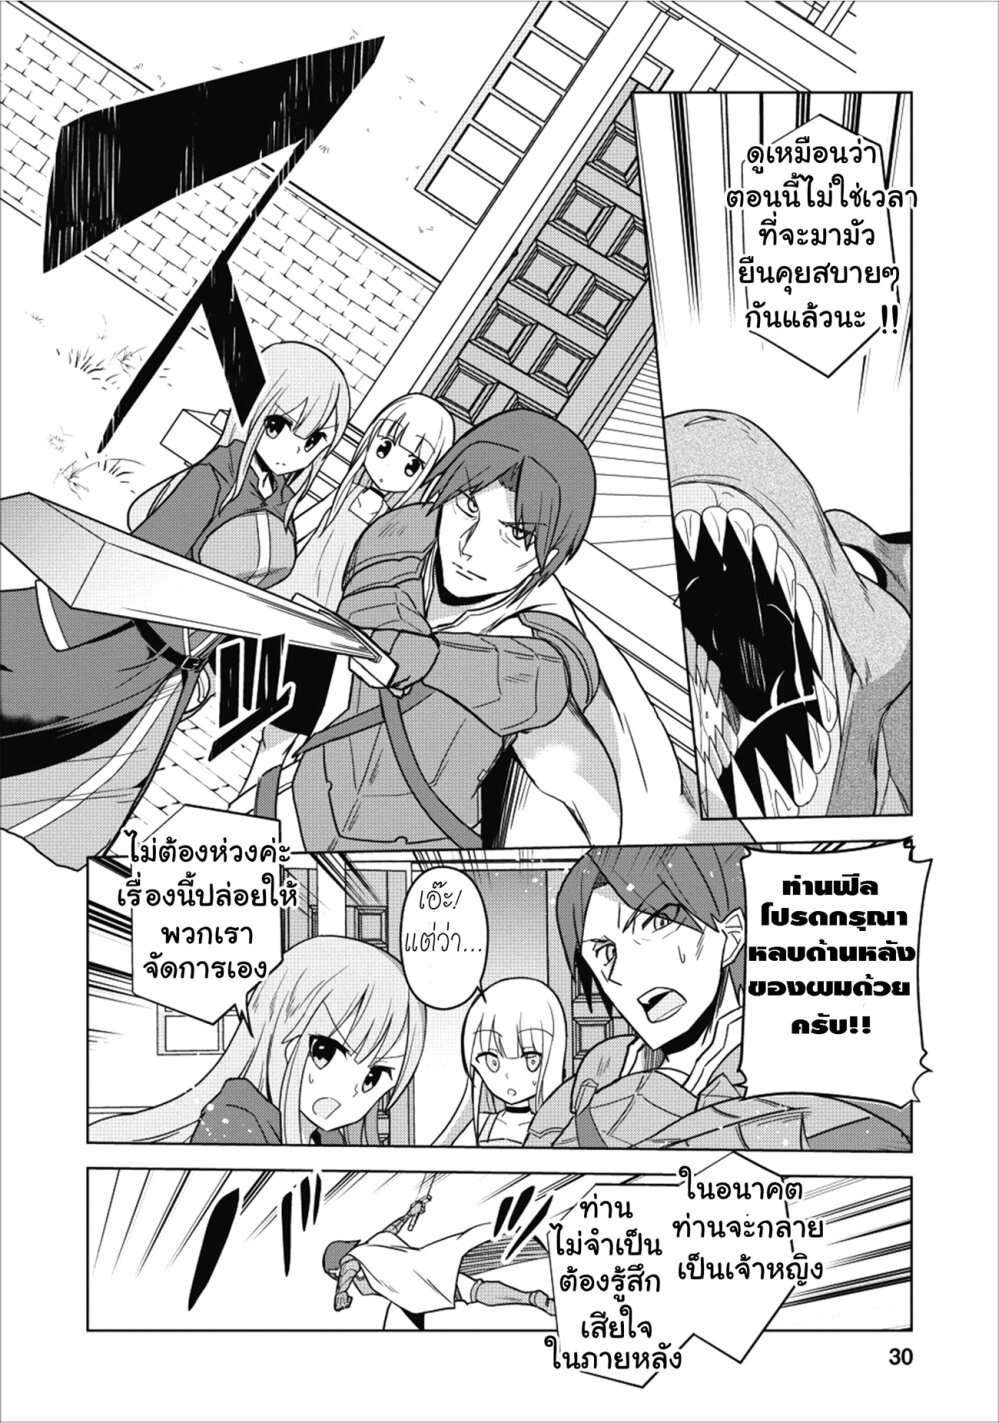 ดูเหมือนว่า
ตอนนี้ไม่ใช่เวลา
ที่จะมามัว
ยืนคุยสบายๆ
กันแล้วนะ !!
ท่านฟีล
โปรดกรุณา
หลบด้านหลัง
ของผมด้วย
ครับ!!
เอ๊ะ!
แต่ว่า...
ไม่ต้องห่วงค่ะ
เรื่องนี้ปล่อยให้
พวกเรา
จัดการเอง
ในอนาคต
ท่านจะกลาย
เป็นเจ้าหญิง
ท่าน
ไม่จำเป็น
ต้องรู้สึก
เสียใจ
ในภายหลัง
30